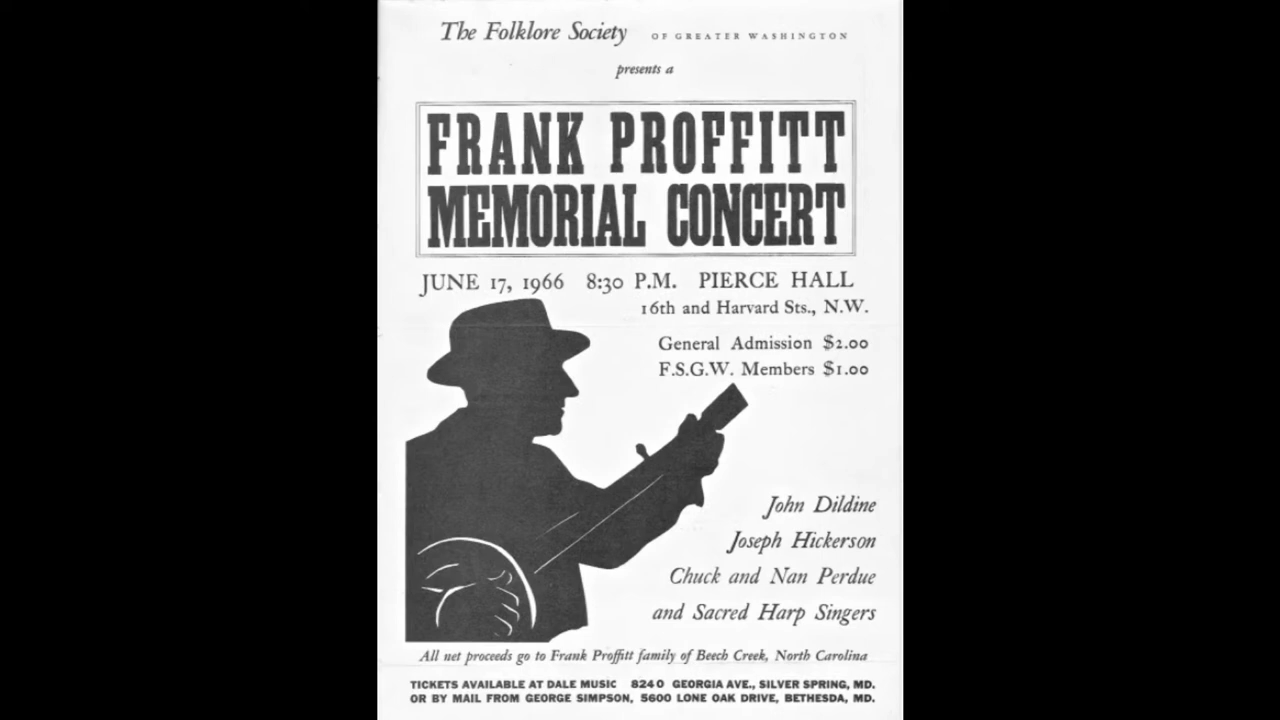 The Folklore Society OF GREATER WASHINGTON
presents a
FRANK PROFFITT
MEMORIAL CONCERT
JUNE 17, 1966 8:30 P.M. PIERCE HALL
16th and Harvard Sts., N.W.
General Admission $2.00
F.S.G.W. Members $1.00
John Dildine
Joseph Hickerson
Chuck and Nan Perdue
and Sacred Harp Singers
All net proceeds go to Frank Proffitt family of Beech Creek, North Carolina
TICKETS AVAILABLE AT DALE MUSIC 8240 GEORGIA AVE., SILVER SPRING, MD.
OR BY MAIL FROM GEORGE SIMPSON, 5600 LONE OAK DRIVE, BETHESDA, MD.